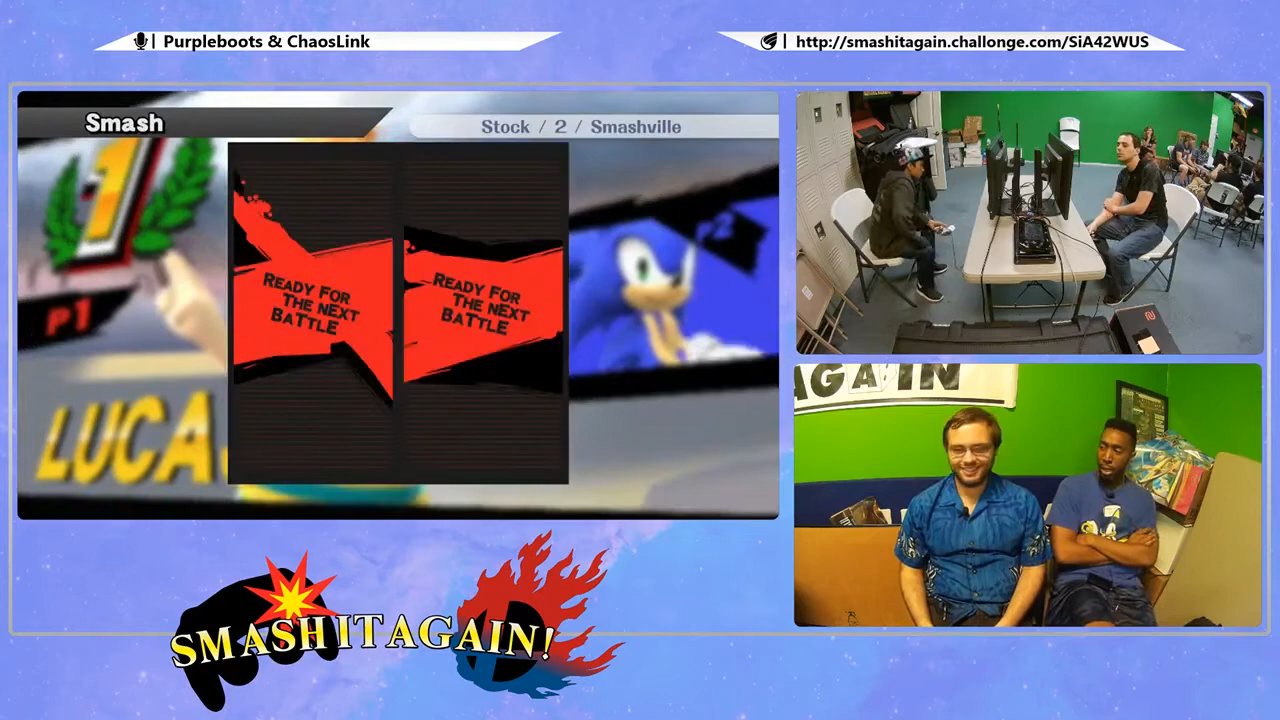 Purpleboots & ChaosLink
http://smashitagain.challonge.com/SiA42WUS
Smash
Stock / 2 / Smashville
1
P1
LUCA
READY FOR
THE NEXT
BATTLE
READY FOR
THE NEXT
BATTLE
AGAIN
SMASH IT AGAIN!